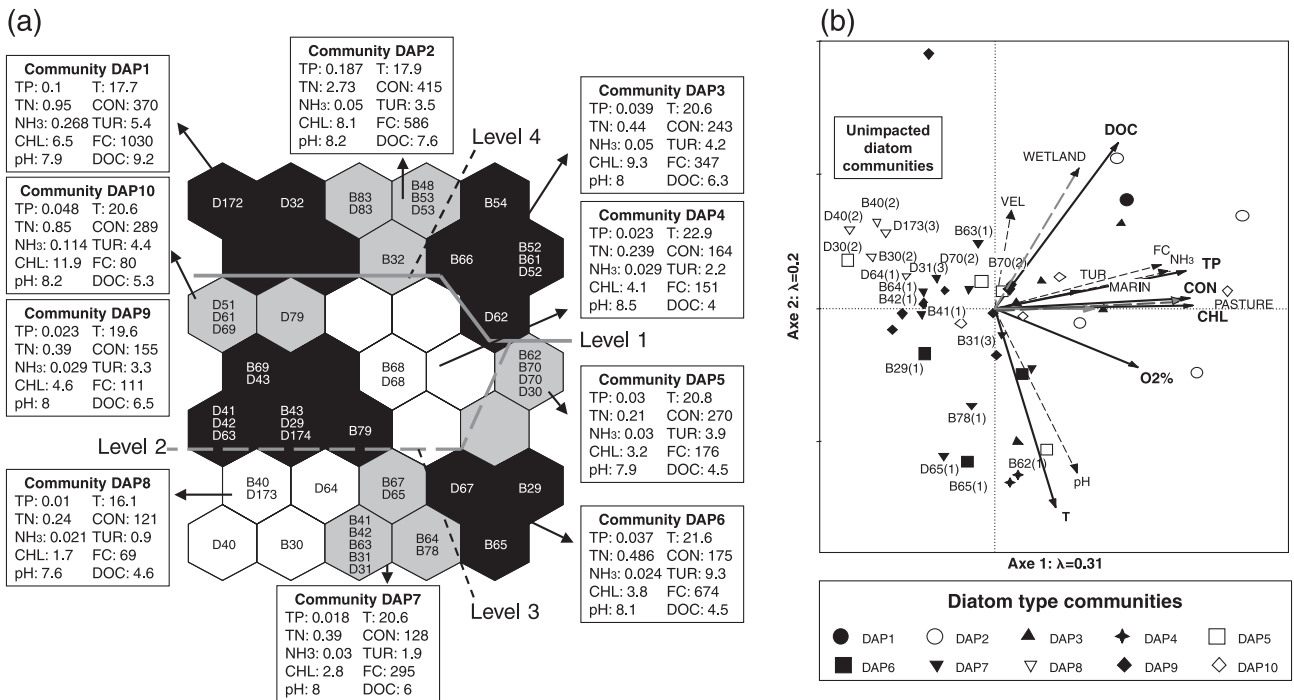 (a)
Community DAP1
TP: 0.1 T: 17.7
TN: 0.95 CON: 370
NH3: 0.268 TUR: 5.4
CHL: 6.5 FC: 1030
pH: 7.9 DOC: 9.2
Community DAP2
TP: 0.187 T: 17.9
TN: 2.73 CON: 415
NH3: 0.05 TUR: 3.5
CHL: 8.1 FC: 586
pH: 8.2 DOC: 7.6
Community DAP3
TP: 0.039 T: 20.6
TN: 0.44 CON: 243
NH3: 0.05 TUR: 4.2
CHL: 9.3 FC: 347
pH: 8 DOC: 6.3
Community DAP10
TP: 0.048 T: 20.6
TN: 0.85 CON: 289
NH3: 0.114 TUR: 4.4
CHL: 11.9 FC: 80
pH: 8.2 DOC: 5.3
Community DAP4
TP: 0.023 T: 22.9
TN: 0.239 CON: 164
NH3: 0.029 TUR: 2.2
CHL: 4.1 FC: 151
pH: 8.5 DOC: 4
Community DAP9
TP: 0.023 T: 19.6
TN: 0.39 CON: 155
NH3: 0.029 TUR: 3.3
CHL: 4.6 FC: 111
pH: 8 DOC: 6.5
Community DAP5
TP: 0.03 T: 20.8
TN: 0.21 CON: 270
NH3: 0.03 TUR: 3.9
CHL: 3.2 FC: 176
pH: 7.9 DOC: 4.5
Community DAP8
TP: 0.01 T: 16.1
TN: 0.24 CON: 121
NH3: 0.021 TUR: 0.9
CHL: 1.7 FC: 69
pH: 7.6 DOC: 4.6
Community DAP6
TP: 0.037 T: 21.6
TN: 0.486 CON: 175
NH3: 0.024 TUR: 9.3
CHL: 3.8 FC: 674
pH: 8.1 DOC: 4.5
Community DAP7
TP: 0.018 T: 20.6
TN: 0.39 CON: 128
NH3: 0.03 TUR: 1.9
CHL: 2.8 FC: 295
pH: 8 DOC: 6
Level 4
Level 1
Level 2
Level 3
D172
D32
B83
D83
B48
B53
D53
B54
B32
B66
B52
B61
D52
D51
D61
D69
D79
D62
B69
D43
B68
D68
B62
B70
D70
D30
D41
D42
D63
B43
D29
D174
B79
B40
D173
D64
B67
D65
D67
B29
D40
B30
B41
B42
B63
B31
D31
B64
B78
B65
(b)
Unimpacted
diatom
communities
DOC
WETLAND
VEL
B40(2)
D40(2)
D173(3)
B63(1)
D30(2)
B30(2)
D70(2)
B70(2)
FC
NH3
TP
D64(1)
D31(3)
TUR
B64(1)
MARIN
CON
B42(1)
PASTURE
B41(1)
CHL
B31(3)
B29(1)
O2%
B78(1)
D65(1)
B62(1)
B65(1)
pH
T
Axe 2: λ=0.2
Axe 1: λ=0.31
Diatom type communities
DAP1 DAP2 DAP3 DAP4 DAP5
DAP6 DAP7 DAP8 DAP9 DAP10